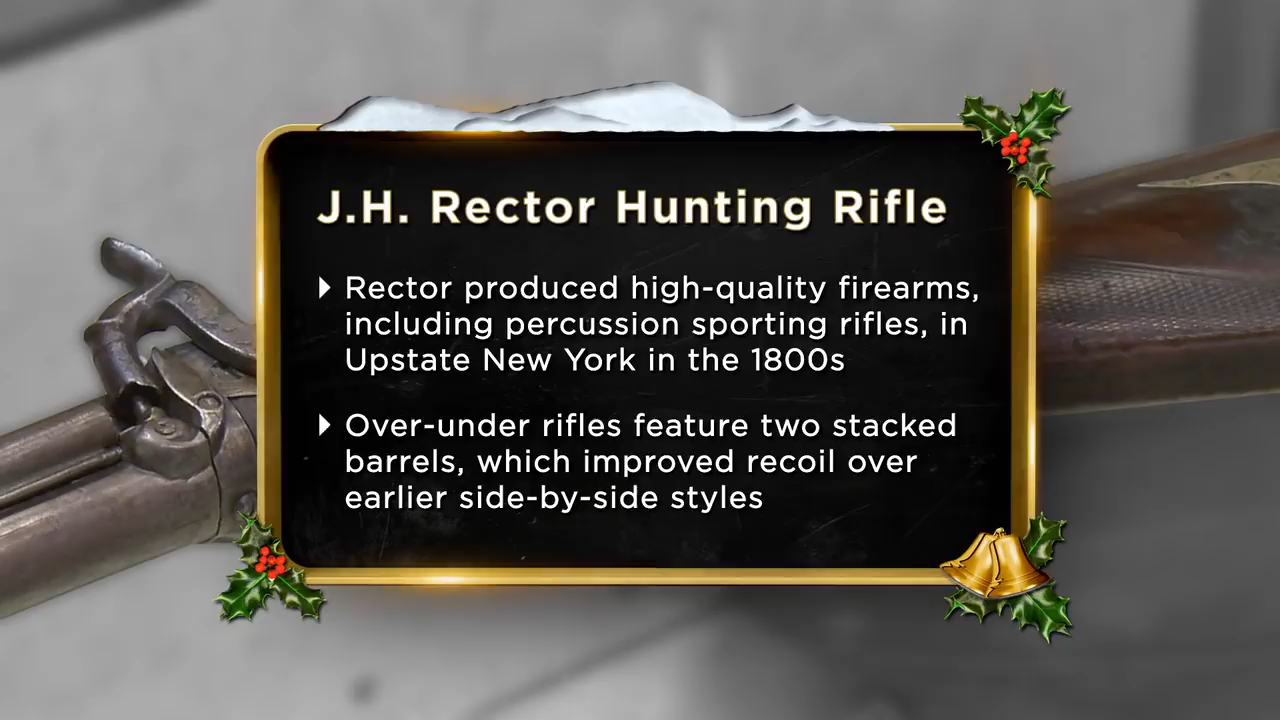 J.H. Rector Hunting Rifle
Rector produced high-quality firearms,
including percussion sporting rifles, in
Upstate New York in the 1800s
Over-under rifles feature two stacked
barrels, which improved recoil over
earlier side-by-side styles